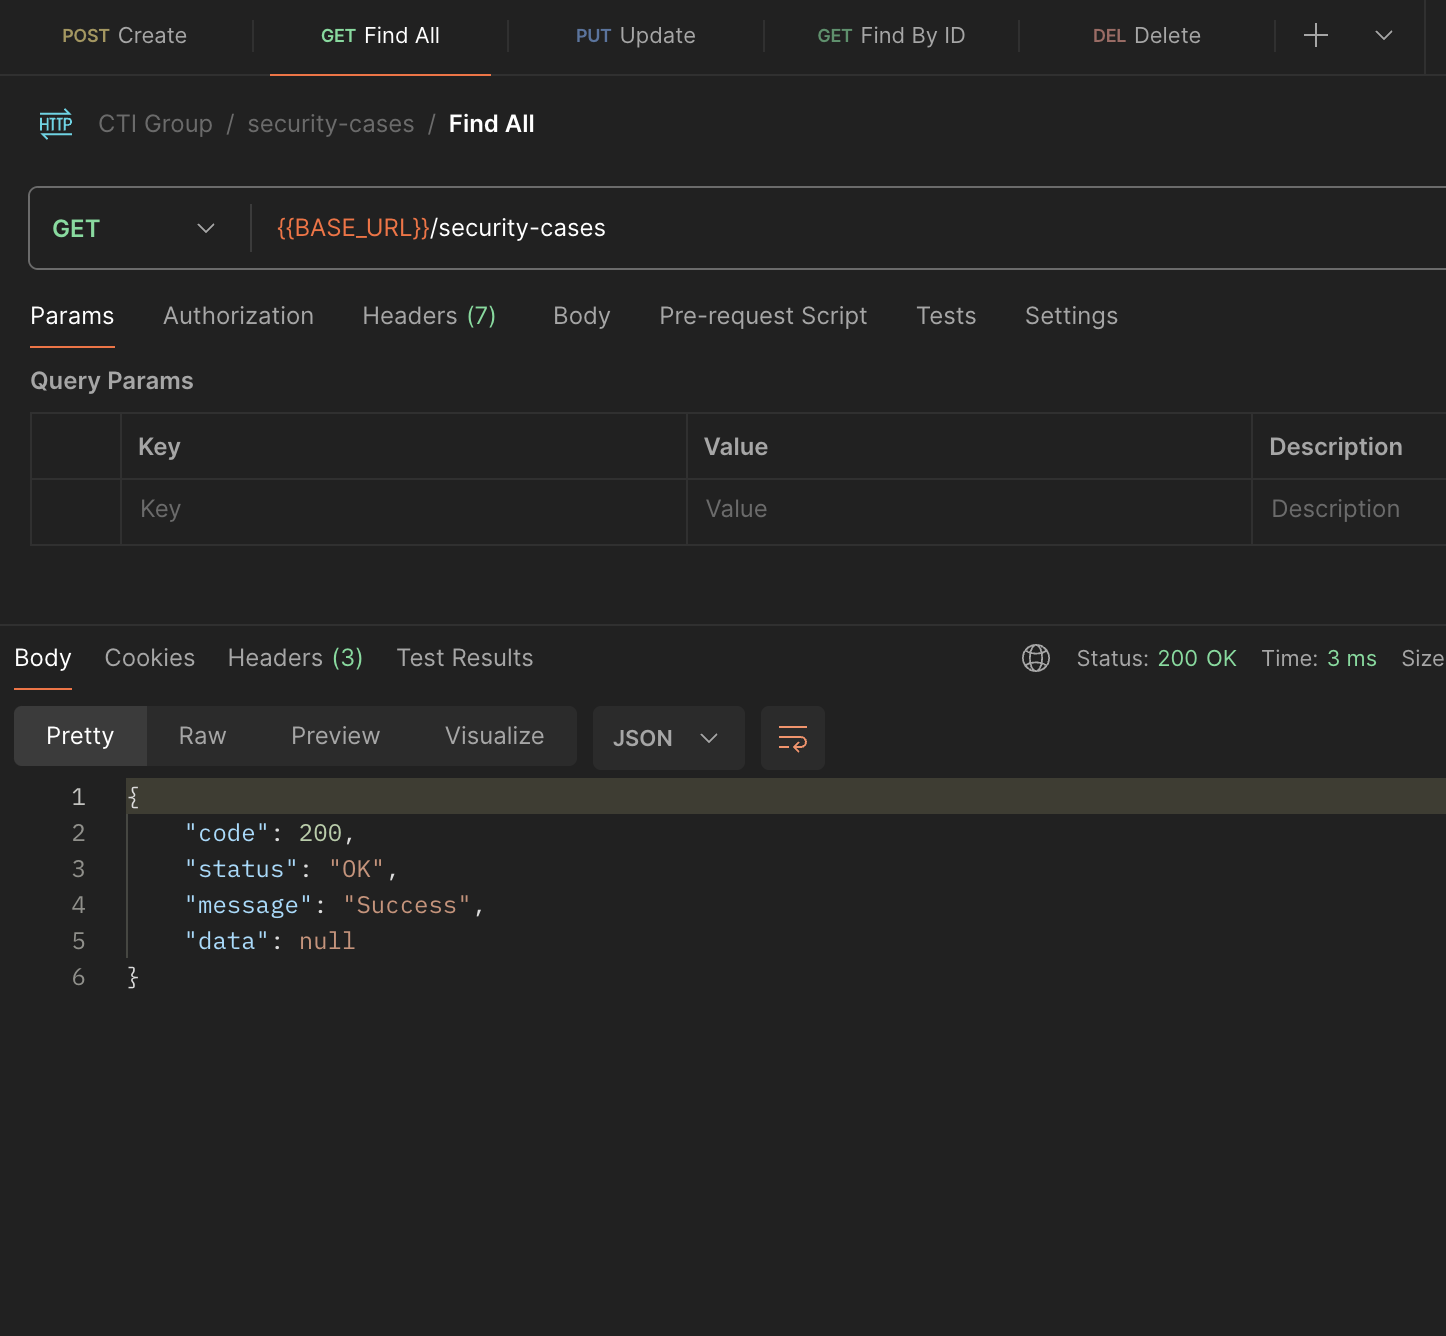 POST Create GET Find All PUT Update GET Find By ID DEL Delete
HTTP CTI Group / security-cases / Find All
GET {{BASE_URL}}/security-cases
Params Authorization Headers (7) Body Pre-request Script Tests Settings
Query Params
Key Value Description
Key Value Description
Body Cookies Headers (3) Test Results Status: 200 OK Time: 3 ms Size
Pretty Raw Preview Visualize JSON
1 {
2 "code": 200,
3 "status": "OK",
4 "message": "Success",
5 "data": null
6 }